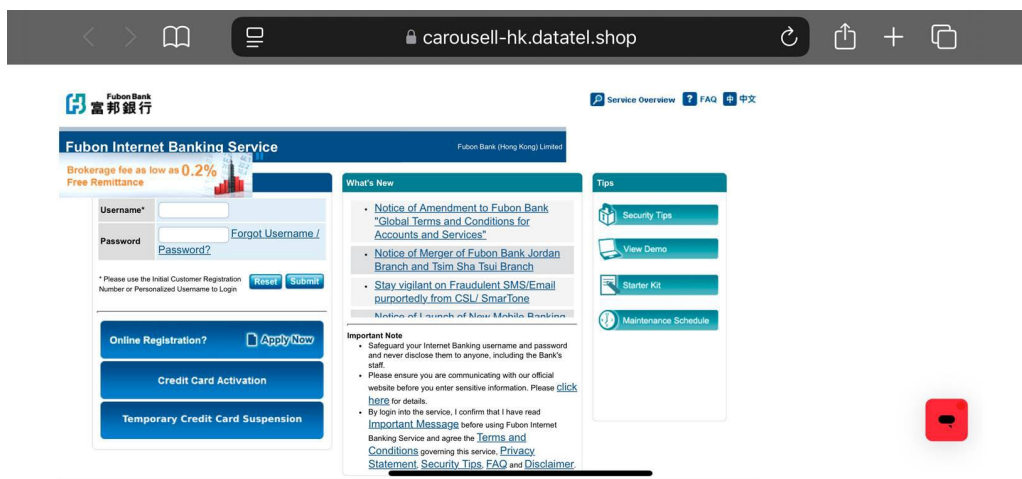 carousell-hk.datatel.shop
Fubon Bank
富邦銀行
Service Overview ? FAQ 中 中文
Fubon Internet Banking Service
Fubon Bank (Hong Kong) Limited
Brokerage fee as low as 0.2%
Free Remittance
Username*
Password
Forgot Username /
Password?
* Please use the Initial Customer Registration
Number or Personalized Username to Login
Reset Submit
Online Registration? Apply Now
Credit Card Activation
Temporary Credit Card Suspension
What's New
• Notice of Amendment to Fubon Bank
"Global Terms and Conditions for
Accounts and Services"
• Notice of Merger of Fubon Bank Jordan
Branch and Tsim Sha Tsui Branch
• Stay vigilant on Fraudulent SMS/Email
purportedly from CSL/ SmarTone
Notice of Launch of New Mobile Banking
Important Note
• Safeguard your Internet Banking username and password
and never disclose them to anyone, including the Bank's
staff.
• Please ensure you are communicating with our official
website before you enter sensitive information. Please click
here for details.
• By login into the service, I confirm that I have read
Important Message before using Fubon Internet
Banking Service and agree the Terms and
Conditions governing this service, Privacy
Statement, Security Tips, FAQ and Disclaimer.
Tips
Security Tips
View Demo
Starter Kit
Maintenance Schedule